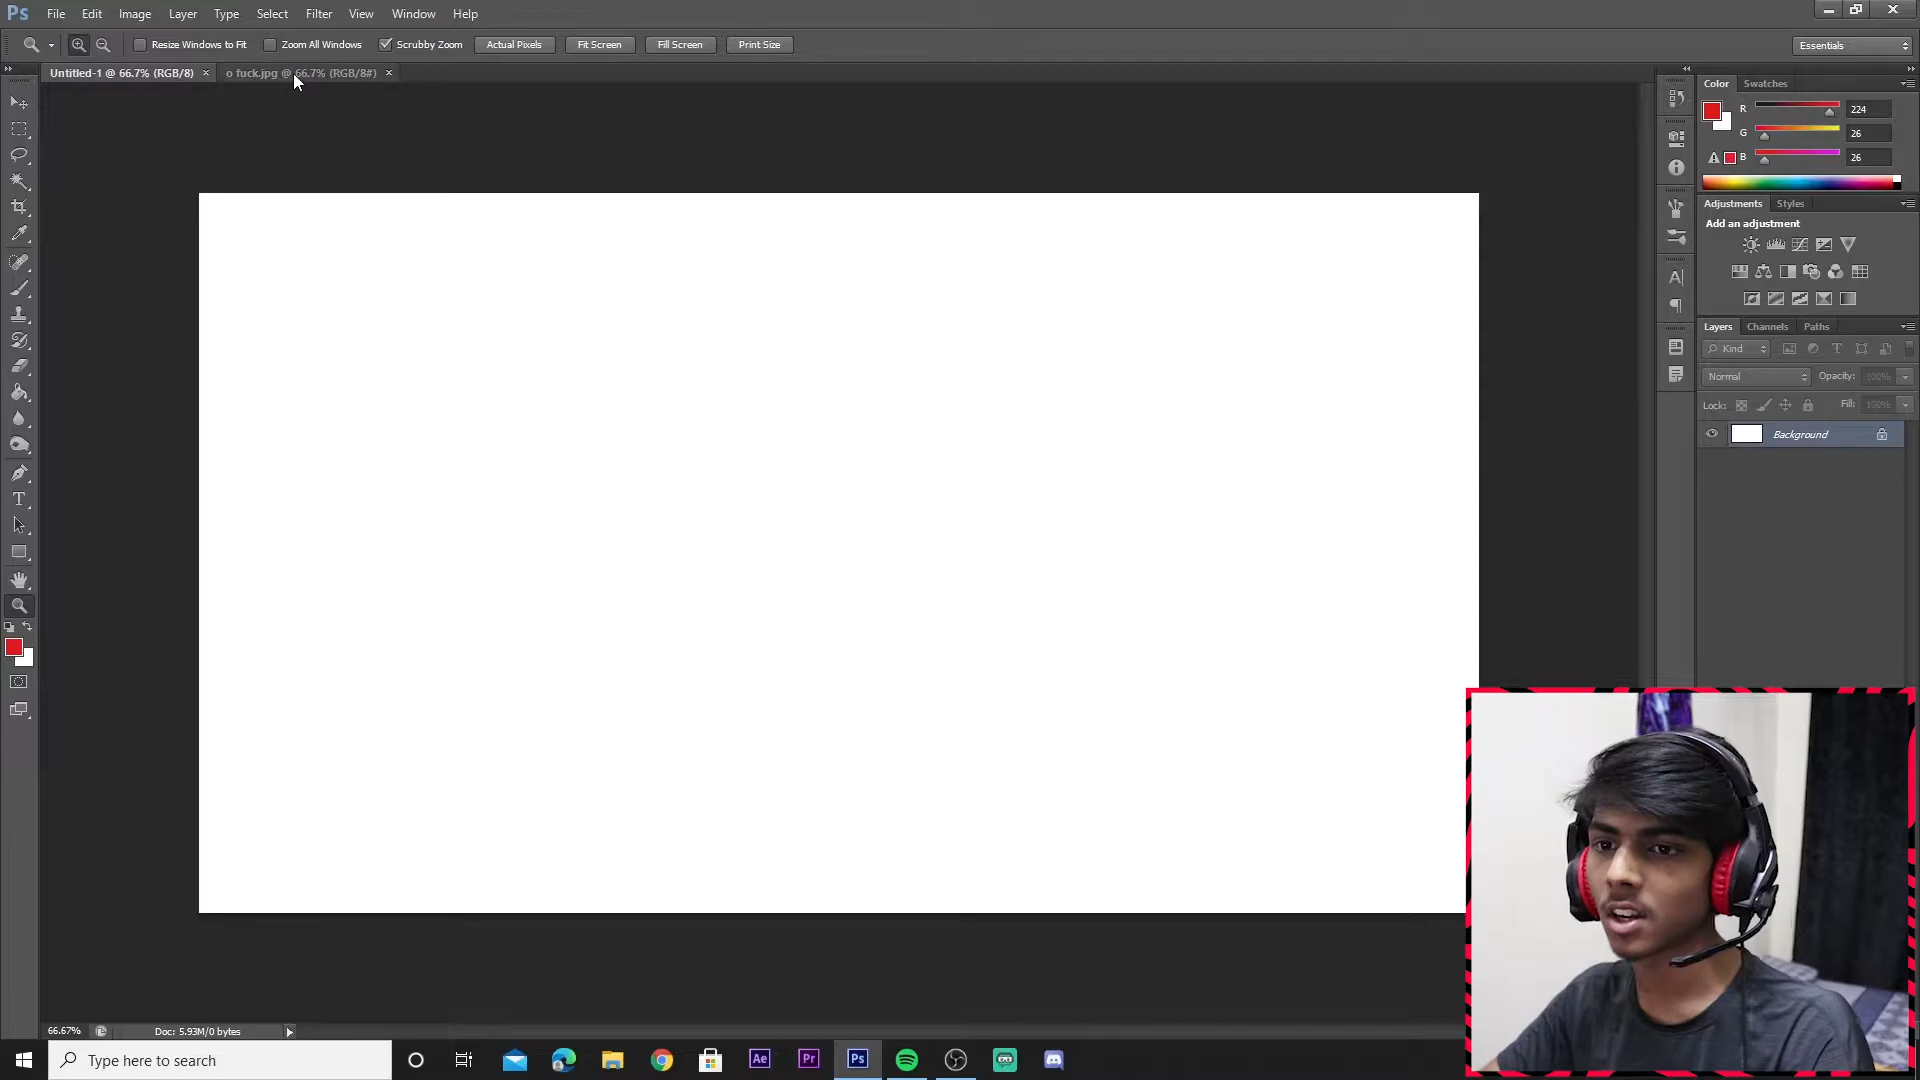 Ps File Edit Image Layer Type Select Filter View Window Help
Resize Windows to Fit Zoom All Windows Scrubby Zoom Actual Pixels Fit Screen Fill Screen Print Size Essentials
Untitled-1 @ 66.7% (RGB/8) × o fuck.jpg @ 66.7% (RGB/8#) ×
Color Swatches
R 224
G 26
B 26
Adjustments Styles
Add an adjustment
Layers Channels Paths
Kind T
Normal Opacity: 100%
Lock: Fill: 100%
Background
A
T
66.67% Doc: 5.93M/0 bytes
Type here to search Ae Pr Ps